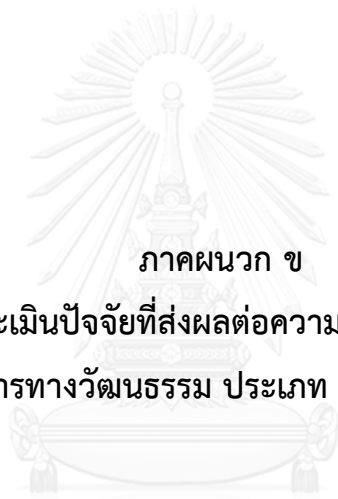 ภาคผนวก ข
ะเมินปัจจัยที่ส่งผลต่อความ
ารทางวัฒนธรรม ประเภท